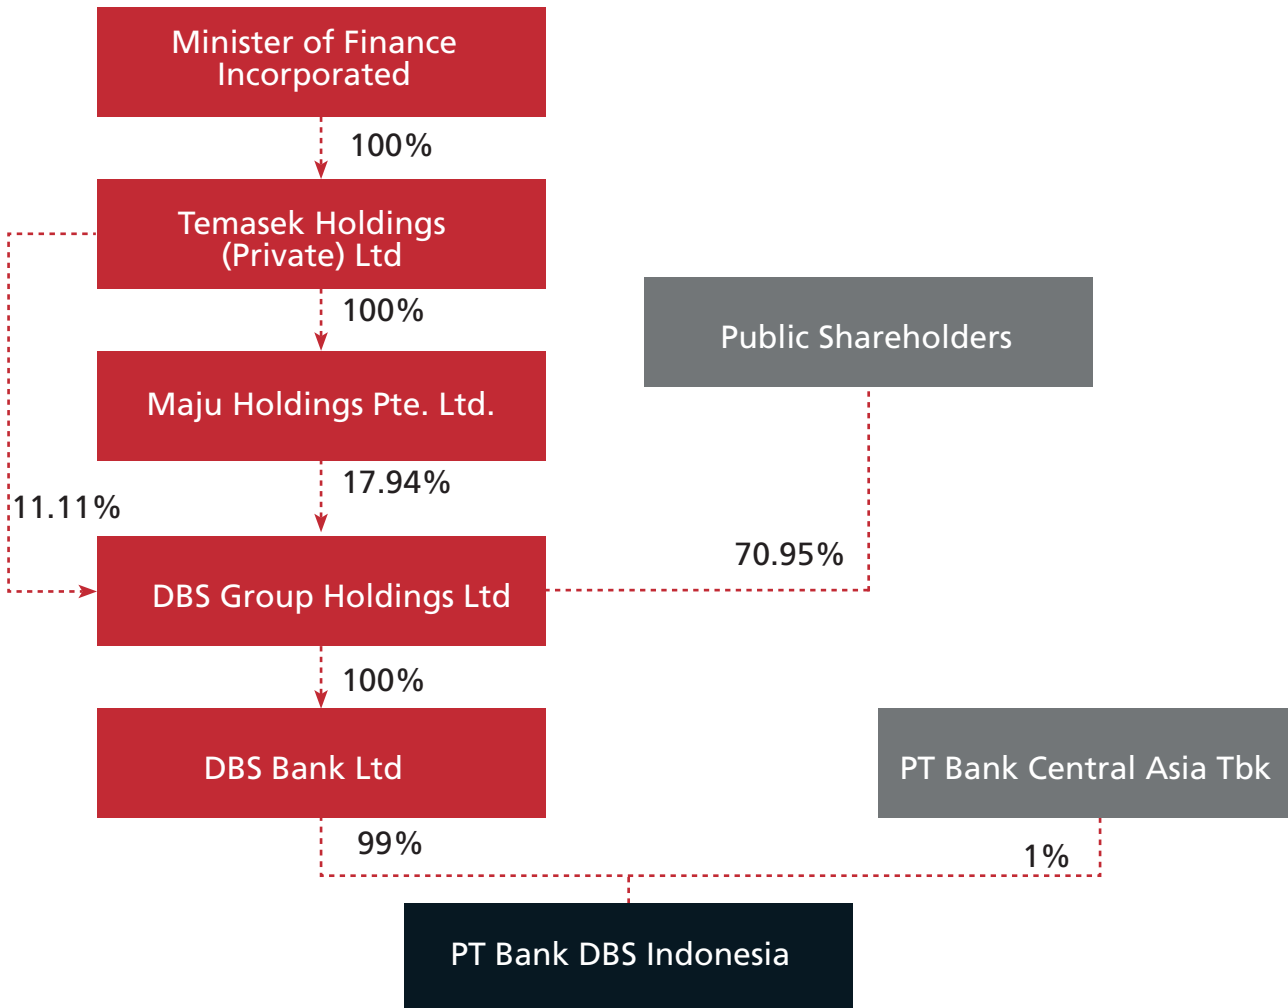 Minister of Finance
Incorporated
100%
Temasek Holdings
(Private) Ltd
100%
Public Shareholders
Maju Holdings Pte. Ltd.
17.94%
11.11%
70.95%
DBS Group Holdings Ltd
100%
DBS Bank Ltd
PT Bank Central Asia Tbk
99%
1%
PT Bank DBS Indonesia